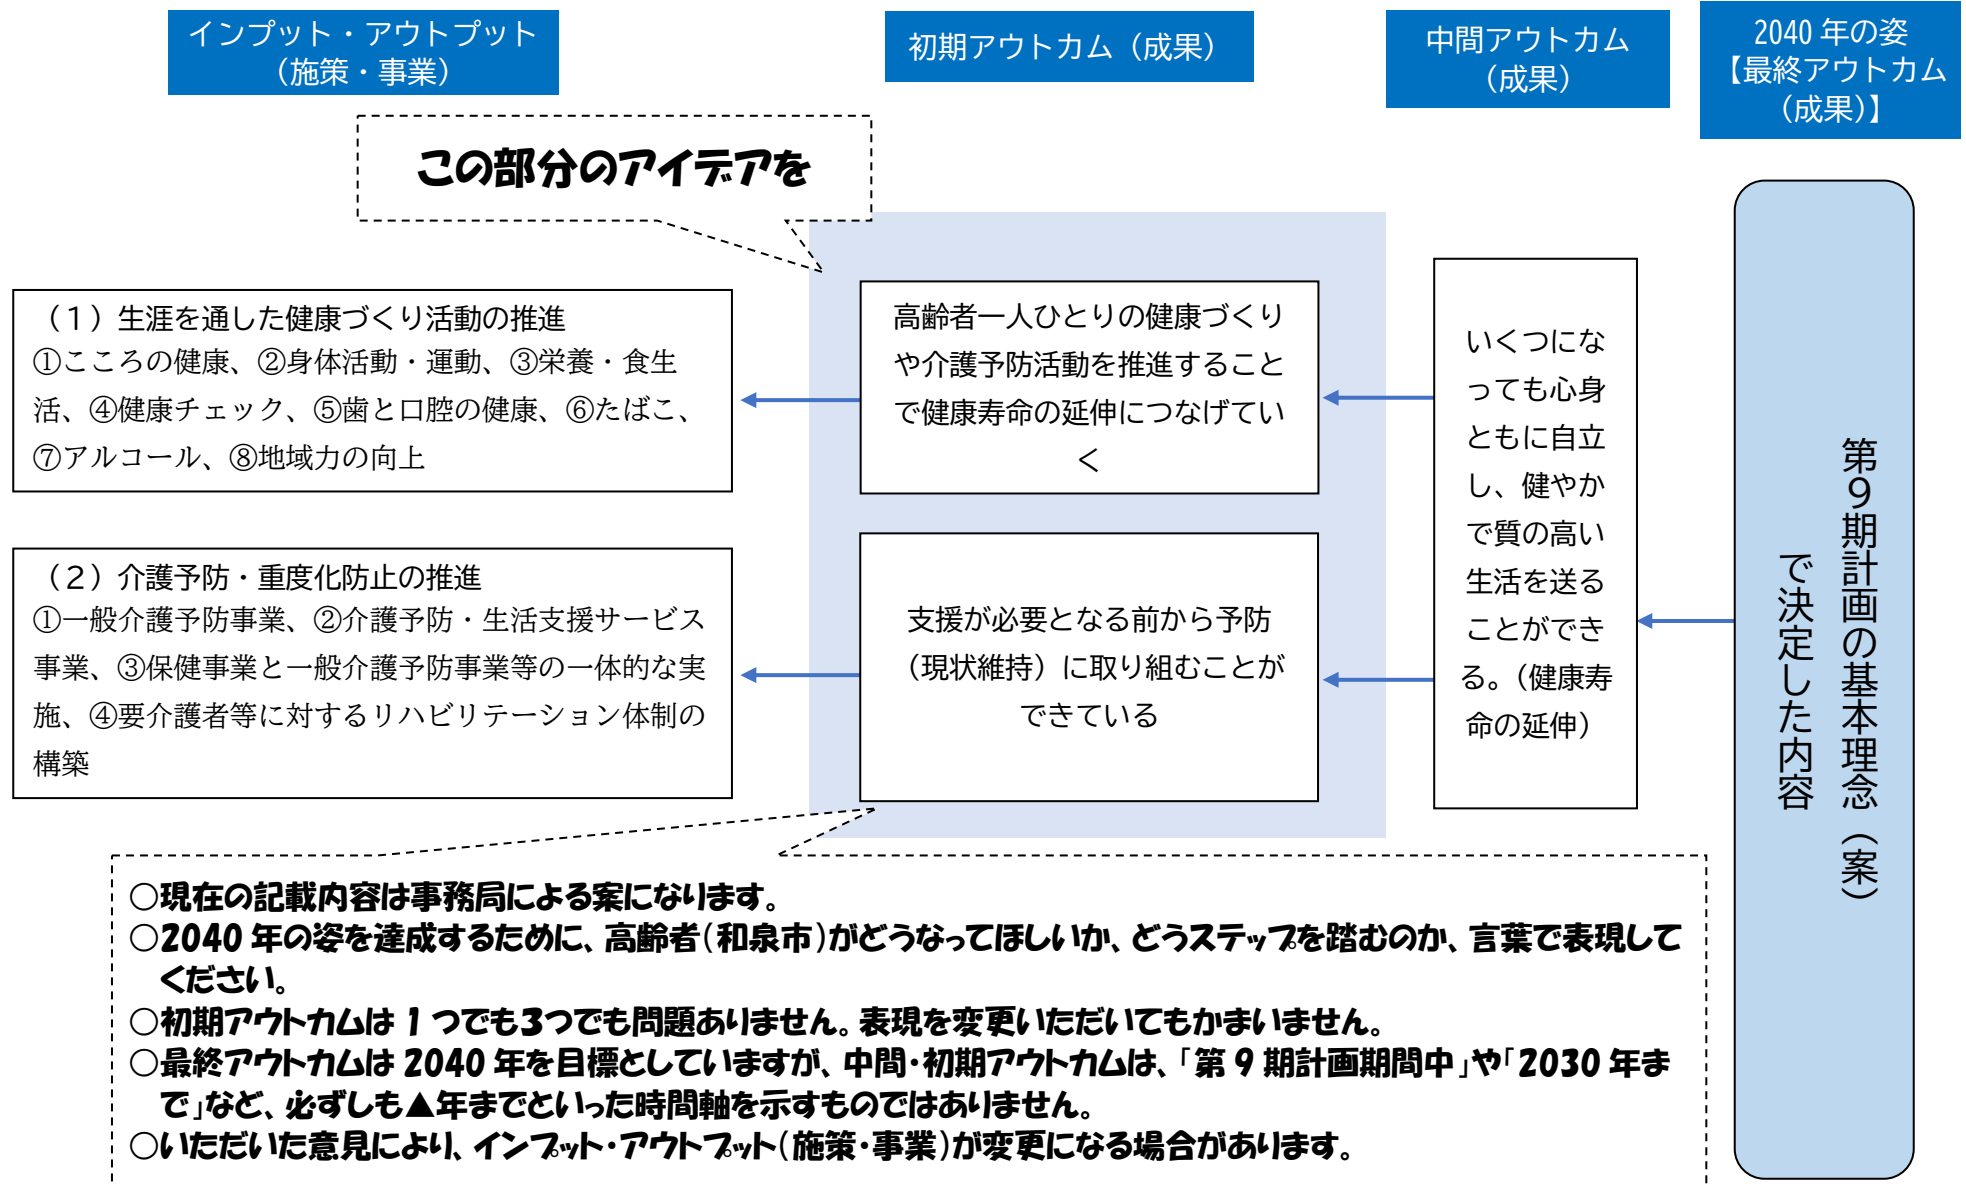 インプット・アウトプット
（施策・事業）
初期アウトカム（成果）
中間アウトカム
（成果）
2040年の姿
【最終アウトカム
（成果）】
この部分のアイデアを
（１）生涯を通した健康づくり活動の推進
①こころの健康、②身体活動・運動、③栄養・食生
活、④健康チェック、⑤歯と口腔の健康、⑥たばこ、
⑦アルコール、⑧地域力の向上
高齢者一人ひとりの健康づくり
や介護予防活動を推進すること
で健康寿命の延伸につなげてい
く
いくつにな
っても心身
ともに自立
し、健やか
で質の高い
生活を送る
ことができ
る。（健康寿
命の延伸）
第９期計画の基本理念（案）
で決定した内容
（２）介護予防・重度化防止の推進
①一般介護予防事業、②介護予防・生活支援サービス
事業、③保健事業と一般介護予防事業等の一体的な実
施、④要介護者等に対するリハビリテーション体制の
構築
支援が必要となる前から予防
（現状維持）に取り組むことが
できている
○現在の記載内容は事務局による案になります。
○2040年の姿を達成するために、高齢者（和泉市）がどうなってほしいか、どうステップを踏むのか、言葉で表現して
ください。
○初期アウトカムは１つでも３つでも問題ありません。表現を変更いただいてもかまいません。
○最終アウトカムは2040年を目標としていますが、中間・初期アウトカムは、「第９期計画期間中」や「2030年ま
で」など、必ずしも▲年までといった時間軸を示すものではありません。
○いただいた意見により、インプット・アウトプット（施策・事業）が変更になる場合があります。